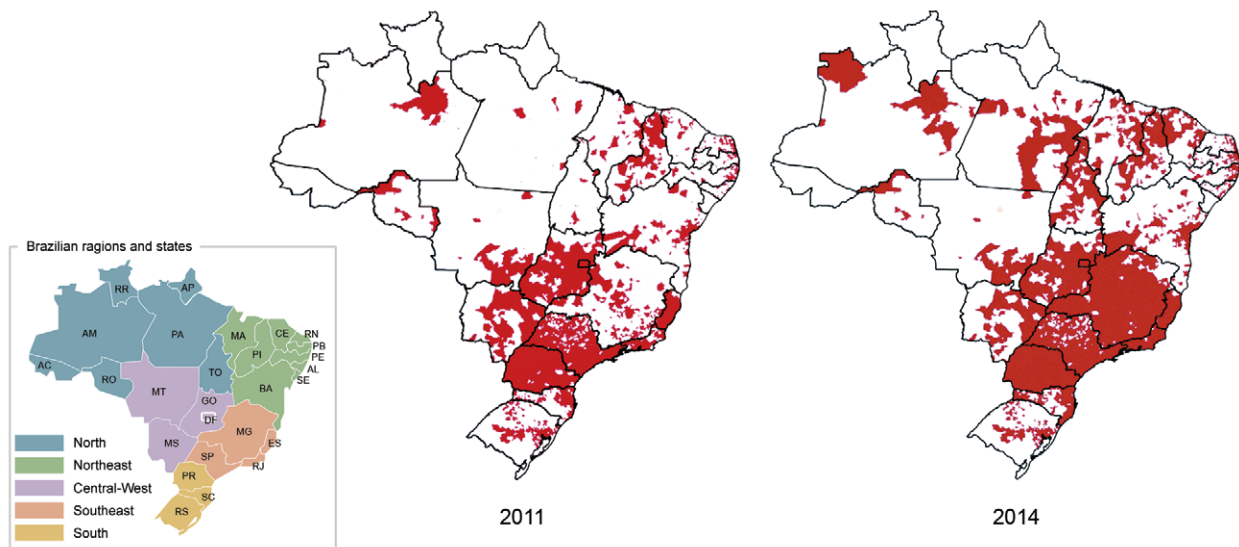 Brazilian regions and states
RR
AP
AM
PA
MA
CE
RN
PB
PI
PE
AL
AC
SE
RO
TO
BA
MT
GO
DF
MG
MS
ES
SP
RJ
PR
SC
RS
North
Northeast
Central-West
Southeast
South
2011
2014